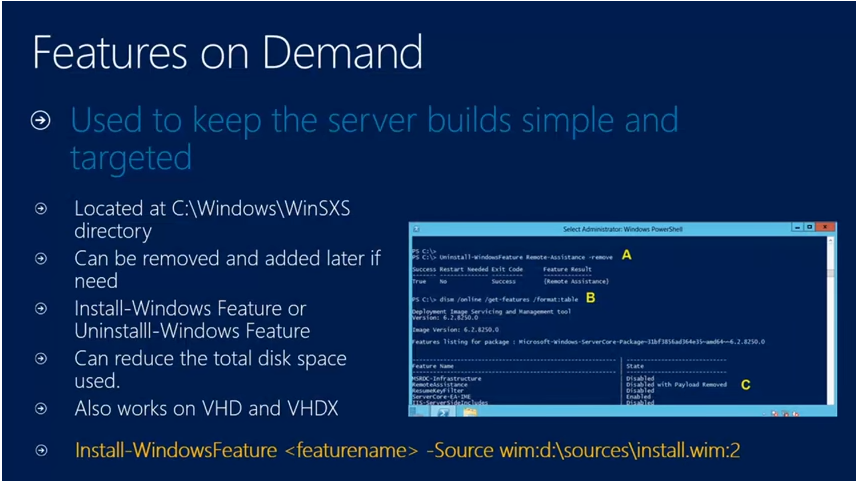 Features on Demand
Used to keep the server builds simple and
targeted
Located at C:\Windows\WinSXS
directory
Can be removed and added later if
need
Install-Windows Feature or
Uninstalll-Windows Feature
Can reduce the total disk space
used.
Also works on VHD and VHDX
Select Administrator: Windows PowerShell
PS C:\>
PS C:\> Uninstall-WindowsFeature Remote-Assistance -remove A
Success Restart Needed Exit Code Feature Result
True No Success {Remote Assistance}
PS C:\> dism /online /get-features /format:table B
Deployment Image Servicing and Management tool
Version: 6.2.8250.0
Image Version: 6.2.8250.0
Features listing for package : Microsoft-Windows-ServerCore-Package~31bf3856ad364e35~amd64~~6.2.8250.0
Feature Name | State
MSRDC-Infrastructure | Disabled
RemoteAssistance | Disabled with Payload Removed C
ResumeKeyFilter | Disabled
ServerCore-EA-IME | Enabled
IIS-ServerSideIncludes | Disabled
Install-WindowsFeature <featurename> -Source wim:d:\sources\install.wim:2